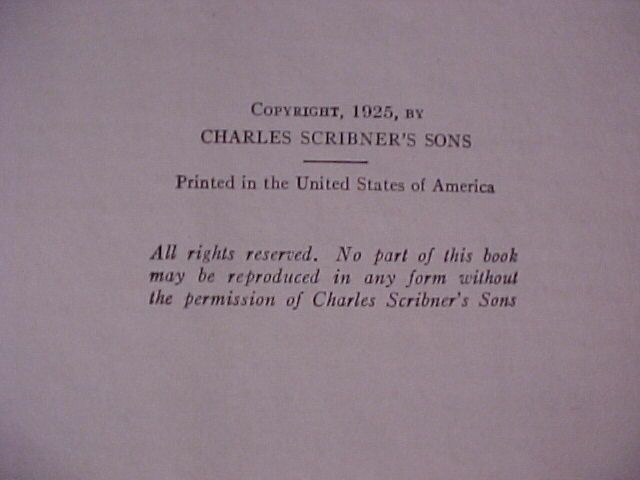 COPYRIGHT, 1925, BY
CHARLES SCRIBNER'S SONS
Printed in the United States of America
All rights reserved. No part of this book
may be reproduced in any form without
the permission of Charles Scribner's Sons